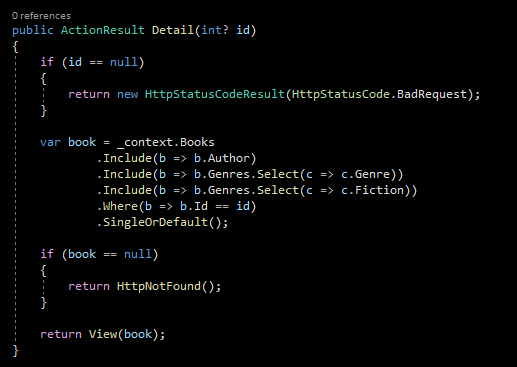 0 references
public ActionResult Detail(int? id)
{
    if (id == null)
    {
        return new HttpStatusCodeResult(HttpStatusCode.BadRequest);
    }

    var book = _context.Books
            .Include(b => b.Author)
            .Include(b => b.Genres.Select(c => c.Genre))
            .Include(b => b.Genres.Select(c => c.Fiction))
            .Where(b => b.Id == id)
            .SingleOrDefault();

    if (book == null)
    {
        return HttpNotFound();
    }

    return View(book);
}